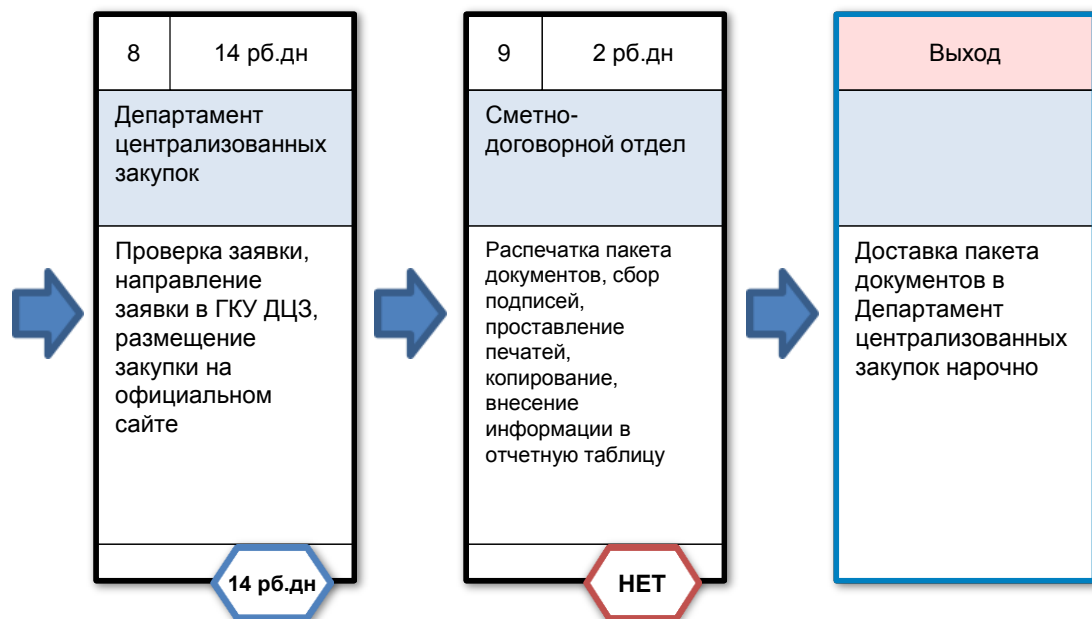 8
14 рб.дн
Департамент
централизованных
закупок
Проверка заявки,
направление
заявки в ГКУ ДЦЗ,
размещение
закупки на
официальном
сайте
14 рб.дн
9
2 рб.дн
Сметно-
договорной отдел
Распечатка пакета
документов, сбор
подписей,
проставление
печатей,
копирование,
внесение
информации в
отчетную таблицу
НЕТ
Выход
Доставка пакета
документов в
Департамент
централизованных
закупок нарочно